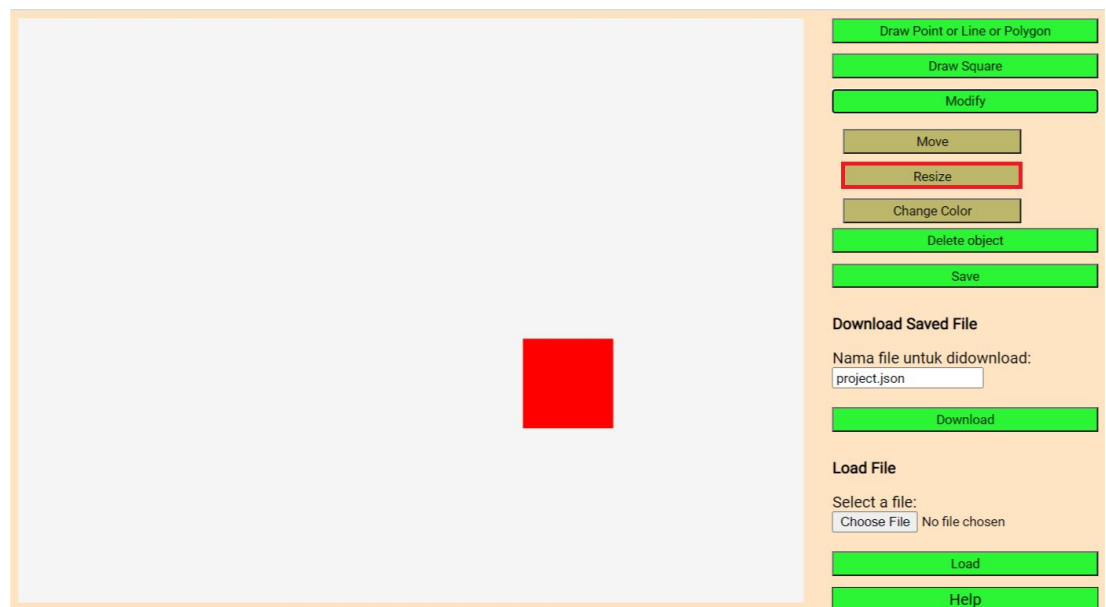 Draw Point or Line or Polygon
Draw Square
Modify
Move
Resize
Change Color
Delete object
Save
Download Saved File
Nama file untuk didownload:
project.json
Download
Load File
Select a file:
Choose File No file chosen
Load
Help